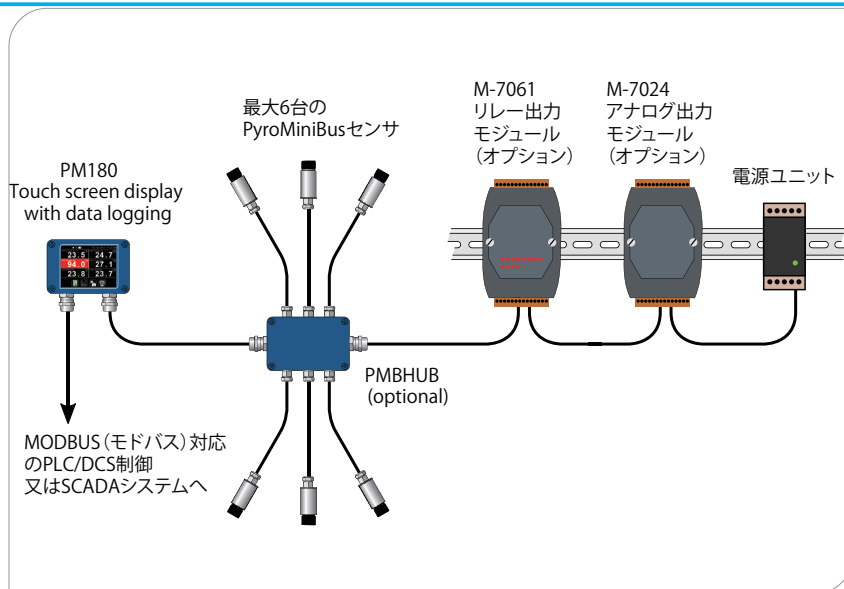 最大6台の
PyroMiniBusセンサ
M-7061
リレー出力
モジュール
（オプション）
M-7024
アナログ出力
モジュール
（オプション）
電源ユニット
PM180
Touch screen display
with data logging
23.5 24.7
94.0 27.1
23.8 23.7
PMBHUB
(optional)
MODBUS（モドバス）対応
のPLC/DCS制御
又はSCADAシステムへ